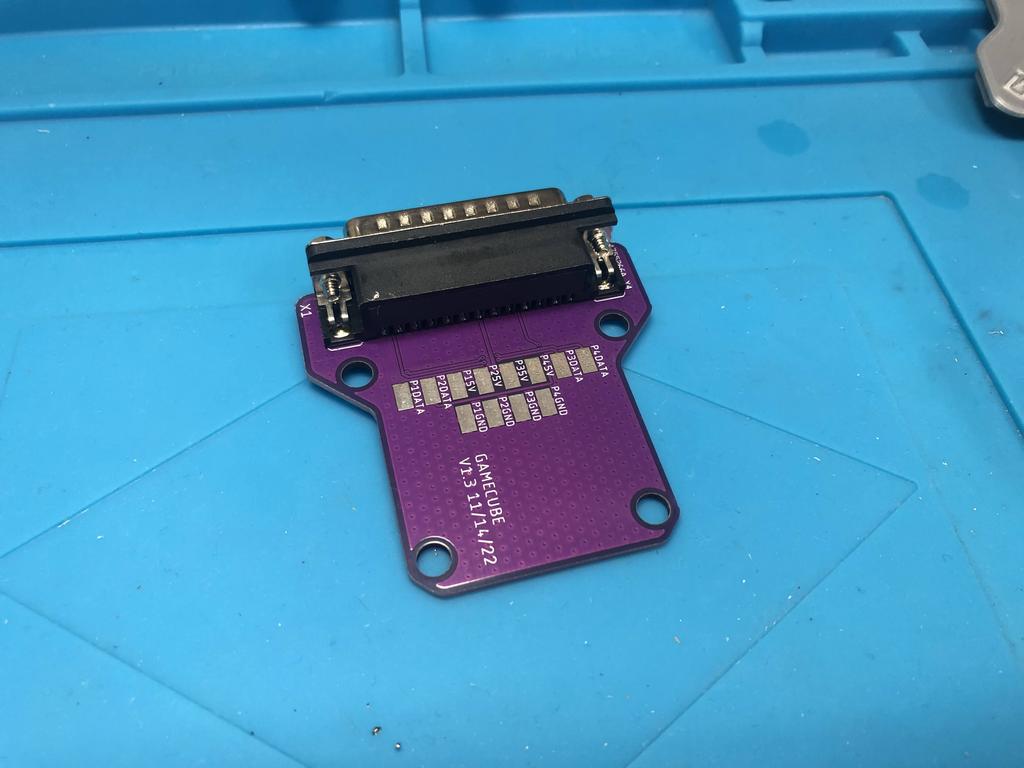 X1
P1DATA
P2DATA
P15V
P25V
P35V
P45V
P3DATA
P4DATA
P1GND
P2GND
P3GND
P4GND
GAMECUBE
V1.3 11/14/22